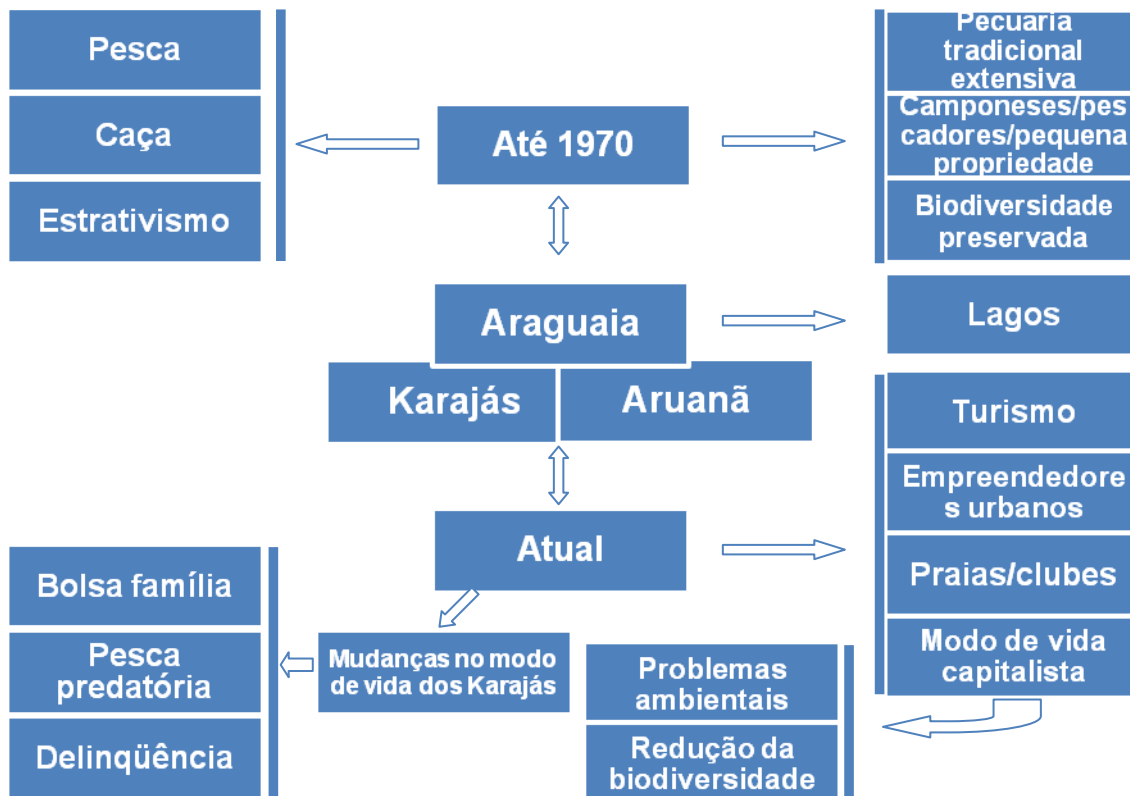 Pesca
Caça
Estrativismo
Até 1970
Pecuária
tradicional
extensiva
Camponeses/pes
cadores/pequena
propriedade
Biodiversidade
preservada
Araguaia
Karajás
Aruanã
Lagos
Turismo
Empreendedore
s urbanos
Praias/clubes
Modo de vida
capitalista
Atual
Mudanças no modo
de vida dos Karajás
Bolsa família
Pesca
predatória
Delinqüência
Problemas
ambientais
Redução da
biodiversidade